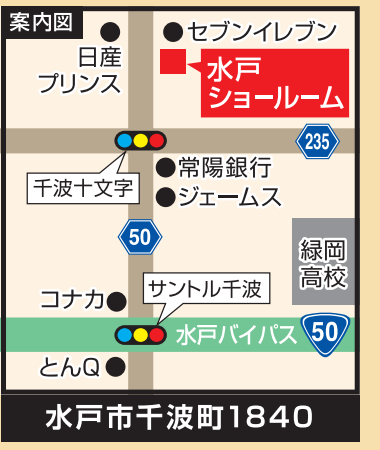 案内図
セブンイレブン
日産
プリンス
水戸
ショールーム
235
常陽銀行
千波十文字
ジェームス
50
緑岡
高校
サントル千波
コナカ
水戸バイパス
50
とんQ
水戸市千波町1840